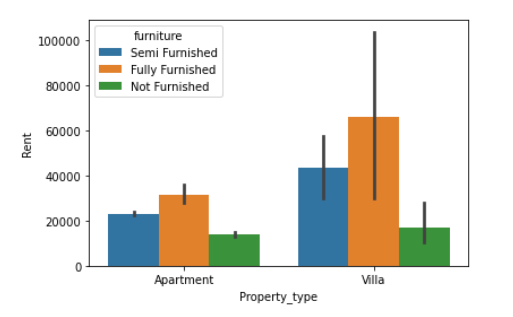 furniture
Semi Furnished
Fully Furnished
Not Furnished
100000
80000
60000
40000
20000
0
Rent
Apartment Villa
Property_type